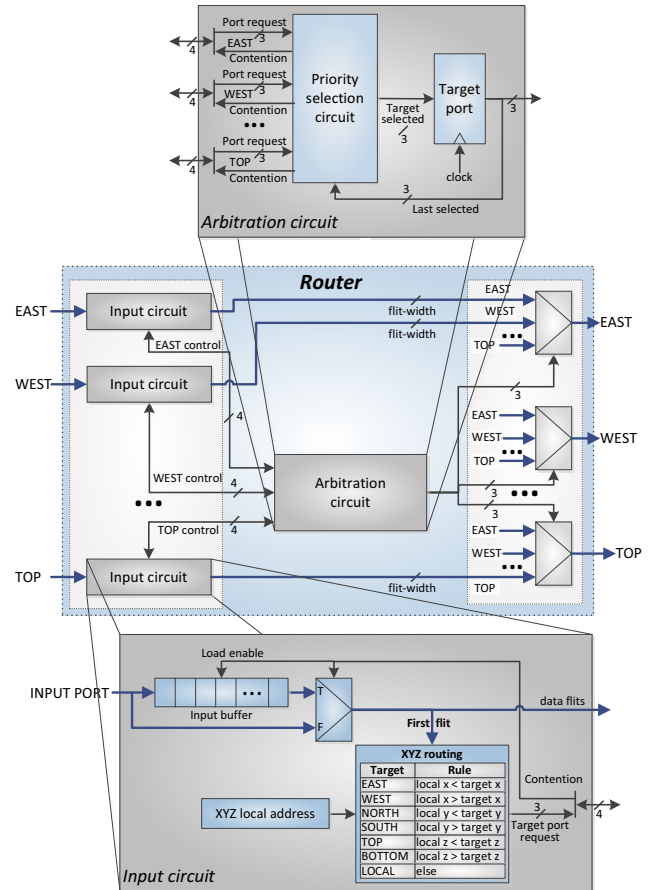 Port request
3
EAST
4
Contention
Port request
3
WEST
4
Contention
Port request
3
TOP
4
Contention
Priority
selection
circuit
Target
selected
3
Target
port
3
clock
3
Last selected
Arbitration circuit
Router
EAST
Input circuit
flit-width
EAST
EAST
WEST
flit-width
TOP
EAST control
WEST
Input circuit
4
3
EAST
WEST
WEST
TOP
WEST control
4
Arbitration
circuit
3
3
TOP control
4
EAST
WEST
TOP
TOP
Input circuit
flit-width
TOP
Load enable
INPUT PORT
T
Input buffer
F
data flits
First flit
XYZ routing
Target Rule
EAST local x < target x
WEST local x > target x
NORTH local y < target y
SOUTH local y > target y
TOP local z < target z
BOTTOM local z > target z
LOCAL else
XYZ local address
Contention
3
4
Target port
request
Input circuit